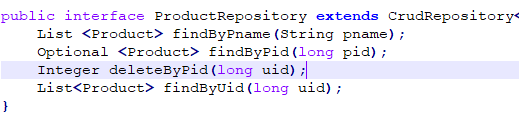 public interface ProductRepository extends CrudRepository<
List <Product> findByPname(String pname);
Optional <Product> findByPid(long pid);
Integer deleteByPid(long uid);
List<Product> findByUid(long uid);
}